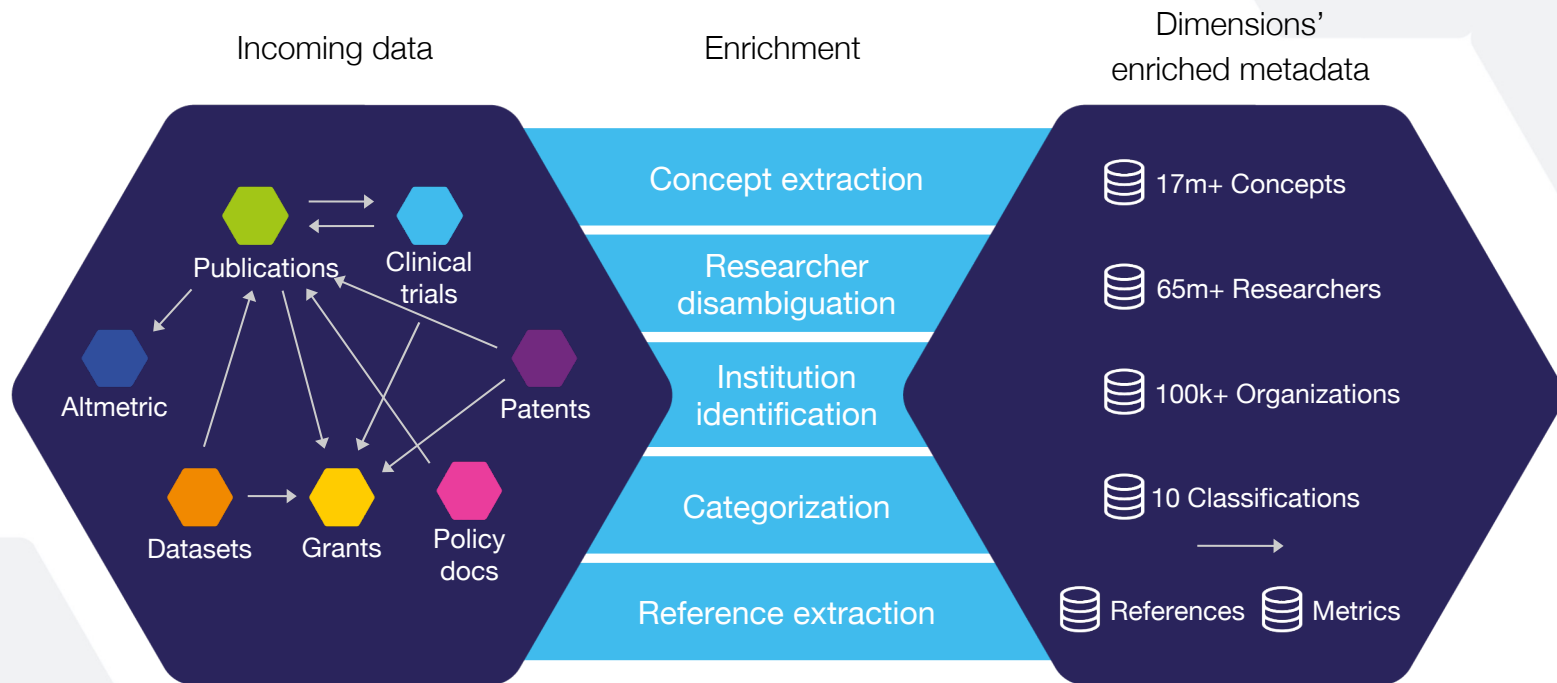 Incoming data
Enrichment
Dimensions’
enriched metadata
Publications
Clinical
trials
Altmetric
Patents
Datasets
Grants
Policy
docs
Concept extraction
Researcher
disambiguation
Institution
identification
Categorization
Reference extraction
17m+ Concepts
65m+ Researchers
100k+ Organizations
10 Classifications
References
Metrics